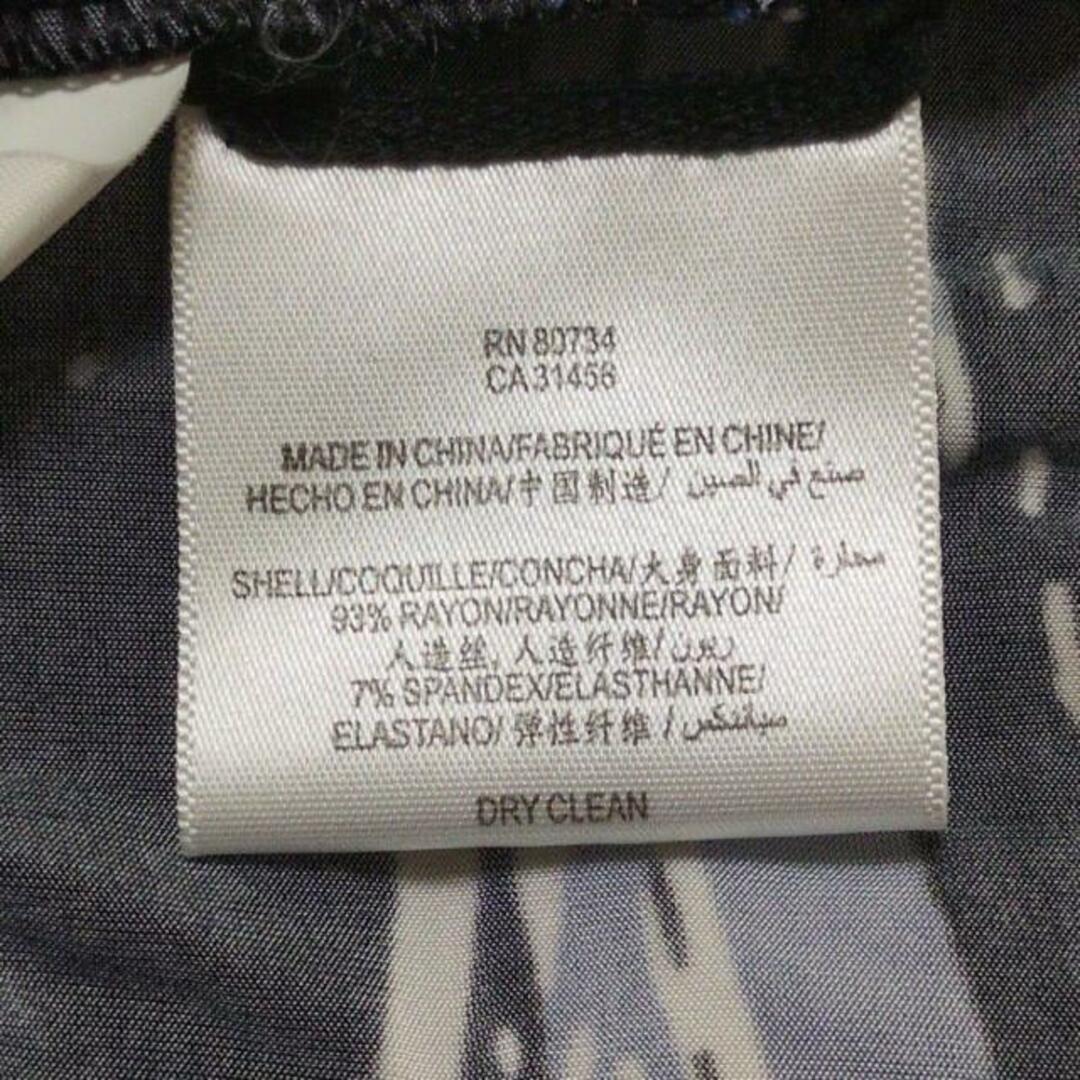 RN 80734
CA 31456
MADE IN CHINA/FABRIQUÉ EN CHINE/
HECHO EN CHINA/中国制造/ صنع في الصين
SHELL/COQUILLE/CONCHA/大身面料/ محارة
93% RAYON/RAYONNE/RAYON/
人造丝, 人造纤维/ ريون
7% SPANDEX/ELASTHANNE/
ELASTANO/ 弹性纤维 / سباندكس
DRY CLEAN